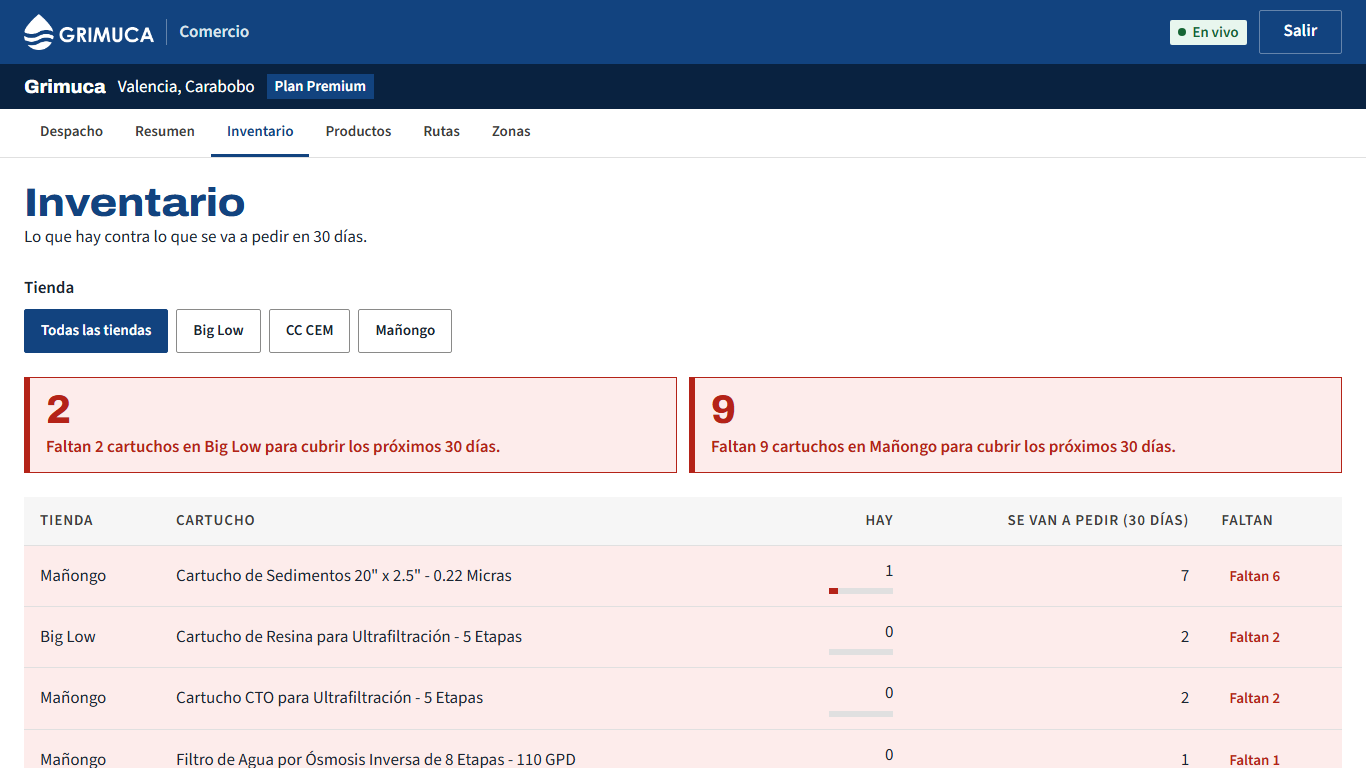 GRIMUCA Comercio En vivo Salir
Grimuca Valencia, Carabobo Plan Premium
Despacho Resumen Inventario Productos Rutas Zonas
Inventario
Lo que hay contra lo que se va a pedir en 30 días.
Tienda
Todas las tiendas Big Low CC CEM Mañongo
2
Faltan 2 cartuchos en Big Low para cubrir los próximos 30 días.
9
Faltan 9 cartuchos en Mañongo para cubrir los próximos 30 días.
TIENDA CARTUCHO HAY SE VAN A PEDIR (30 DÍAS) FALTAN
Mañongo Cartucho de Sedimentos 20" x 2.5" - 0.22 Micras 1 7 Faltan 6
Big Low Cartucho de Resina para Ultrafiltración - 5 Etapas 0 2 Faltan 2
Mañongo Cartucho CTO para Ultrafiltración - 5 Etapas 0 2 Faltan 2
Mañongo Filtro de Agua por Ósmosis Inversa de 8 Etapas - 110 GPD 0 1 Faltan 1